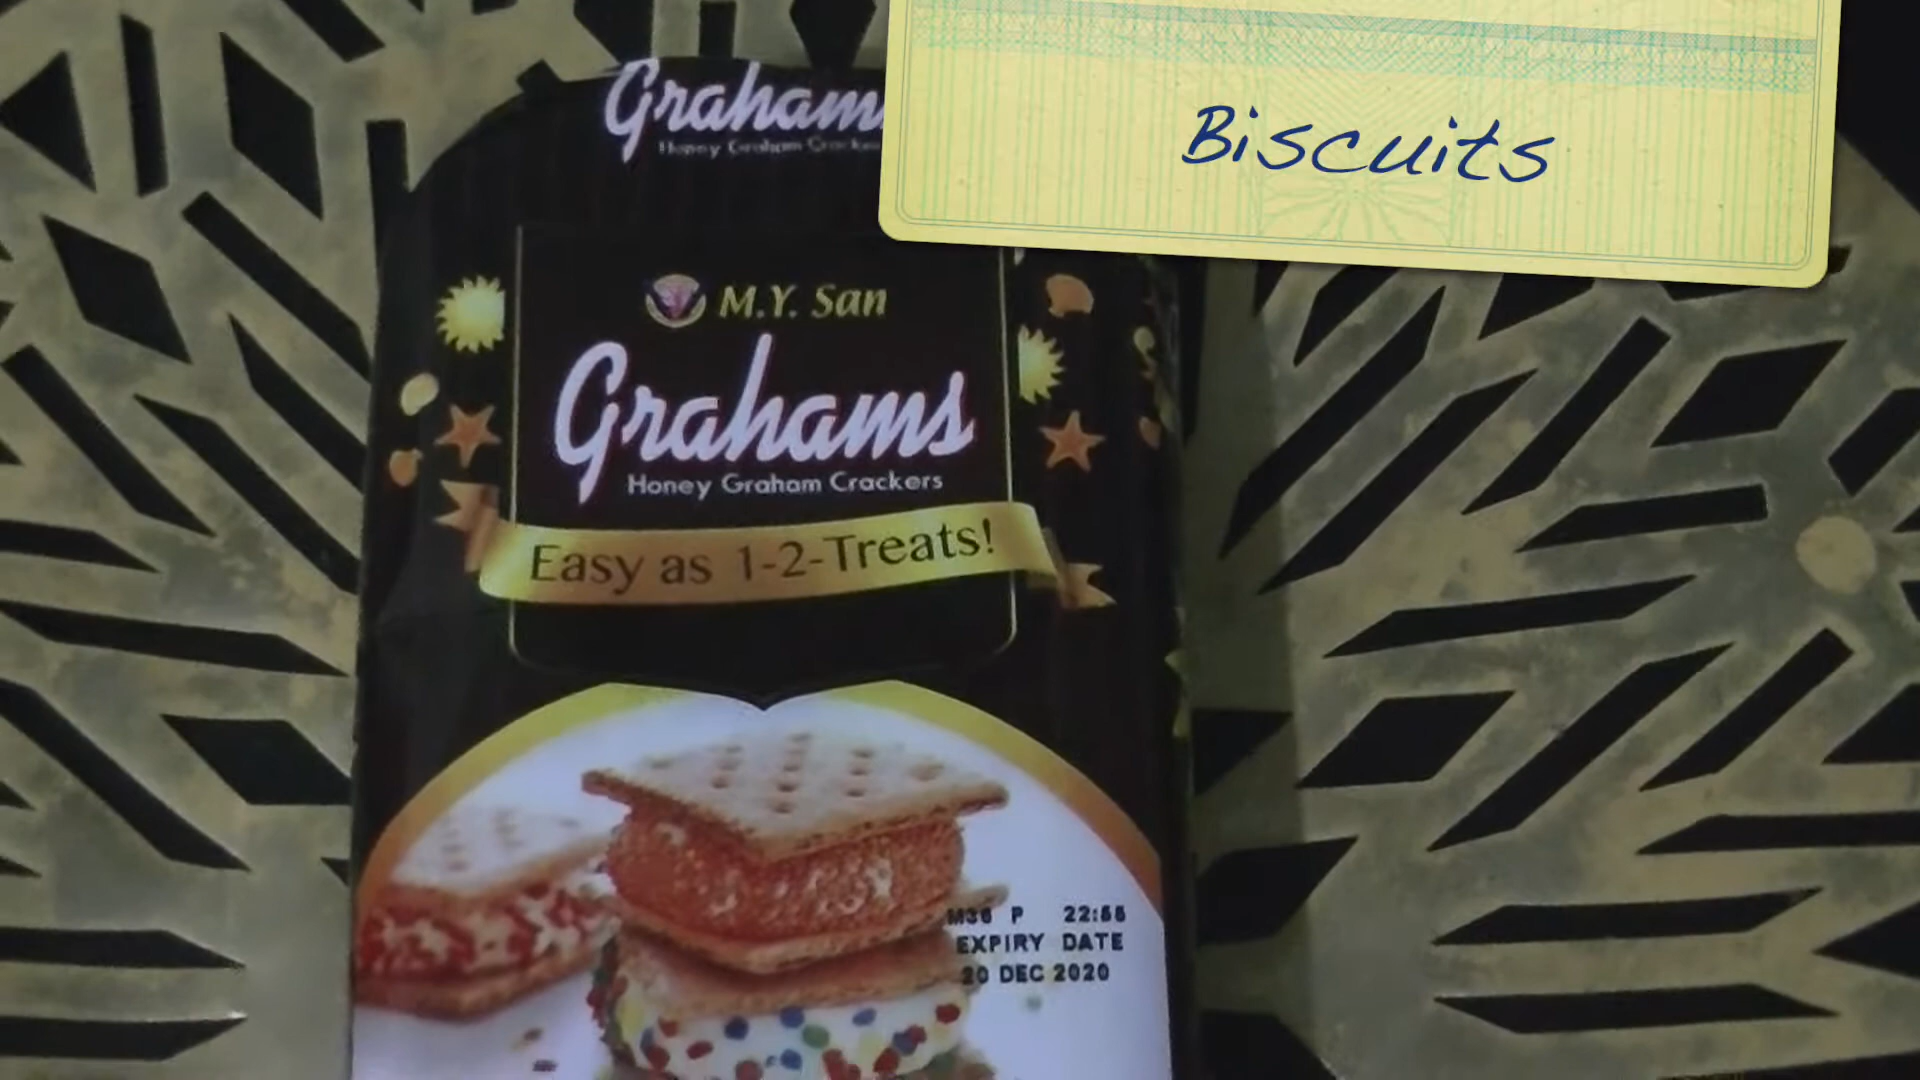 Grahams
Honey Graham Crackers
Biscuits
M.Y. San
Grahams
Honey Graham Crackers
Easy as 1-2-Treats!
M36 P 22:56
EXPIRY DATE
20 DEC 2020